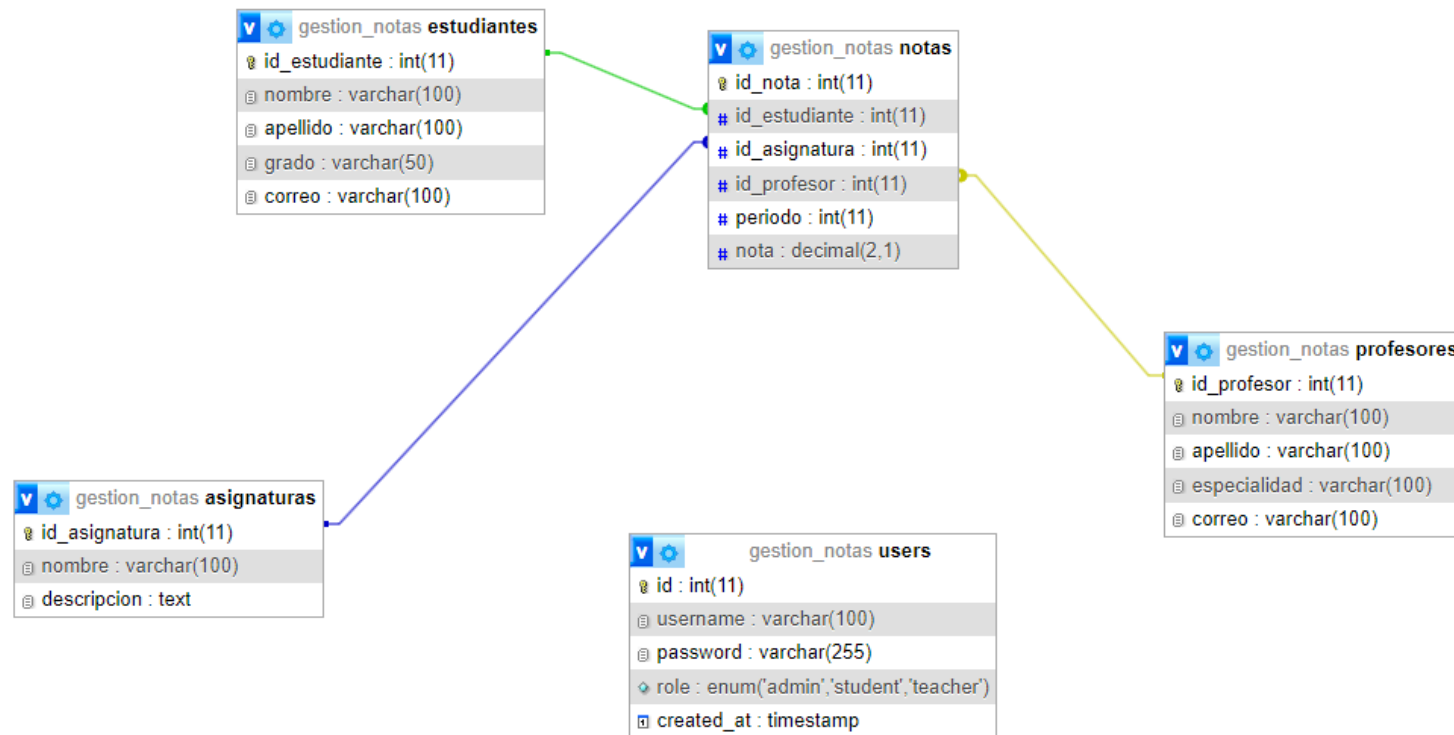 v gestion_notas estudiantes
id_estudiante : int(11)
nombre : varchar(100)
apellido : varchar(100)
grado : varchar(50)
correo : varchar(100)
v gestion_notas notas
id_nota : int(11)
# id_estudiante : int(11)
# id_asignatura : int(11)
# id_profesor : int(11)
# periodo : int(11)
# nota : decimal(2,1)
v gestion_notas profesores
id_profesor : int(11)
nombre : varchar(100)
apellido : varchar(100)
especialidad : varchar(100)
correo : varchar(100)
v gestion_notas asignaturas
id_asignatura : int(11)
nombre : varchar(100)
descripcion : text
v gestion_notas users
id : int(11)
username : varchar(100)
password : varchar(255)
role : enum('admin','student','teacher')
created_at : timestamp